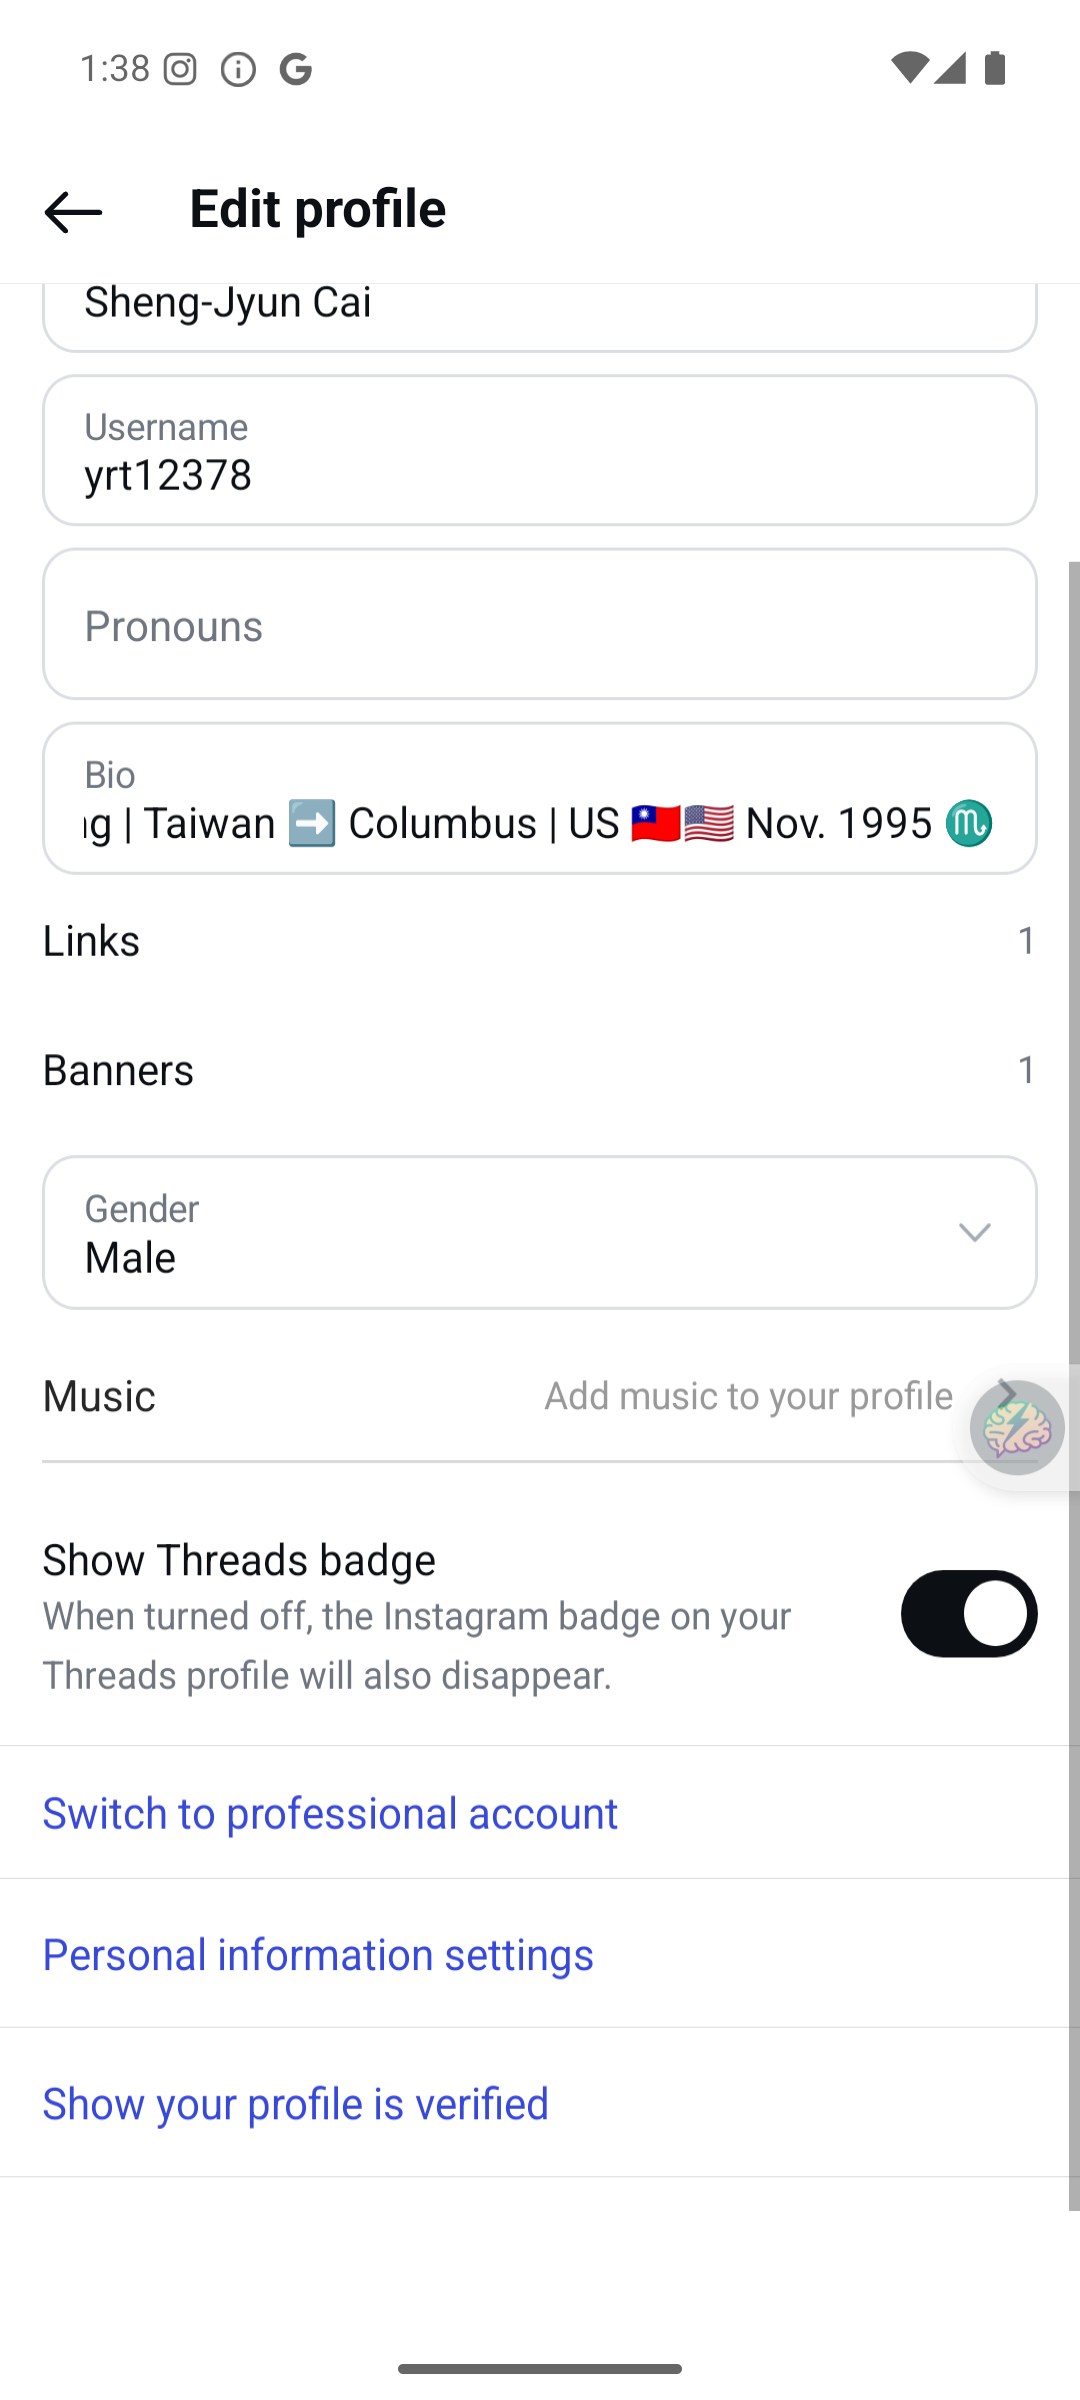 1:38
Edit profile
Sheng-Jyun Cai
Username
yrt12378
Pronouns
Bio
| Taiwan ➡️ Columbus | US 🇹🇼🇺🇸 Nov. 1995 ♏
Links 1
Banners 1
Gender
Male
Music Add music to your profile
Show Threads badge
When turned off, the Instagram badge on your
Threads profile will also disappear.
Switch to professional account
Personal information settings
Show your profile is verified